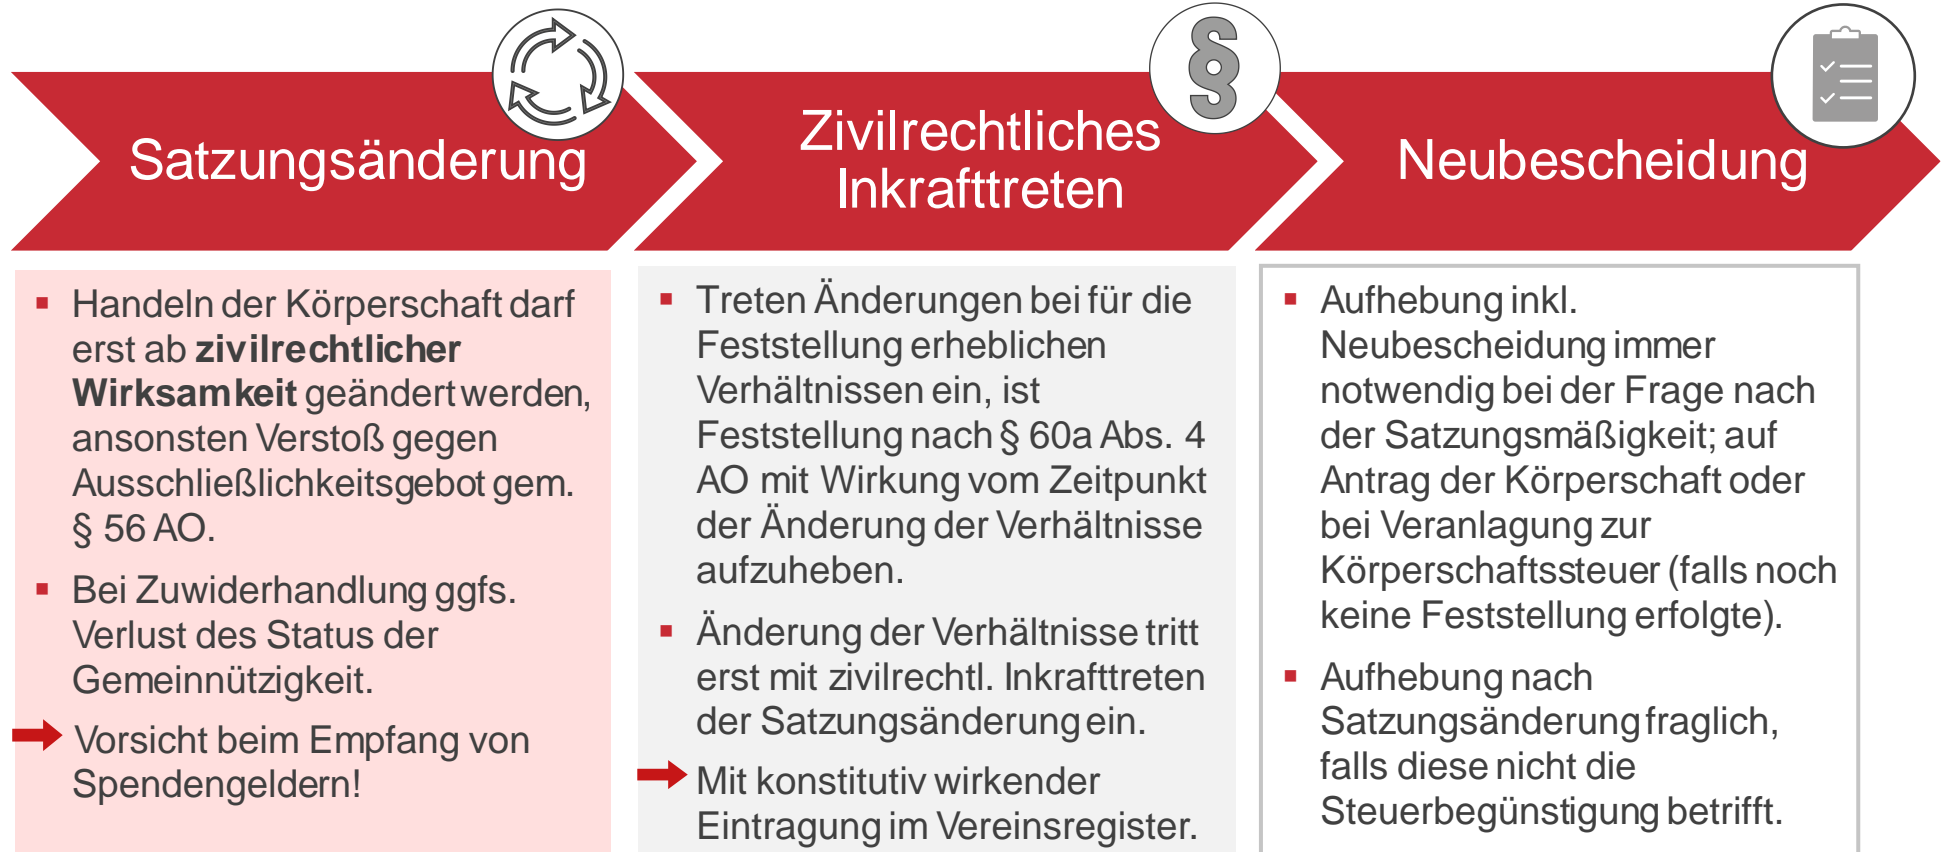 Satzungsänderung
Zivilrechtliches
Inkrafttreten
§
Neubescheidung
▪ Handeln der Körperschaft darf
erst ab zivilrechtlicher
Wirksamkeit geändert werden,
ansonsten Verstoß gegen
Ausschließlichkeitsgebot gem.
§ 56 AO.
▪ Bei Zuwiderhandlung ggfs.
Verlust des Status der
Gemeinnützigkeit.
Vorsicht beim Empfang von
Spendengeldern!
▪ Treten Änderungen bei für die
Feststellung erheblichen
Verhältnissen ein, ist
Feststellung nach § 60a Abs. 4
AO mit Wirkung vom Zeitpunkt
der Änderung der Verhältnisse
aufzuheben.
▪ Änderung der Verhältnisse tritt
erst mit zivilrechtl. Inkrafttreten
der Satzungsänderung ein.
Mit konstitutiv wirkender
Eintragung im Vereinsregister.
▪ Aufhebung inkl.
Neubescheidung immer
notwendig bei der Frage nach
der Satzungsmäßigkeit; auf
Antrag der Körperschaft oder
bei Veranlagung zur
Körperschaftssteuer (falls noch
keine Feststellung erfolgte).
▪ Aufhebung nach
Satzungsänderung fraglich,
falls diese nicht die
Steuerbegünstigung betrifft.